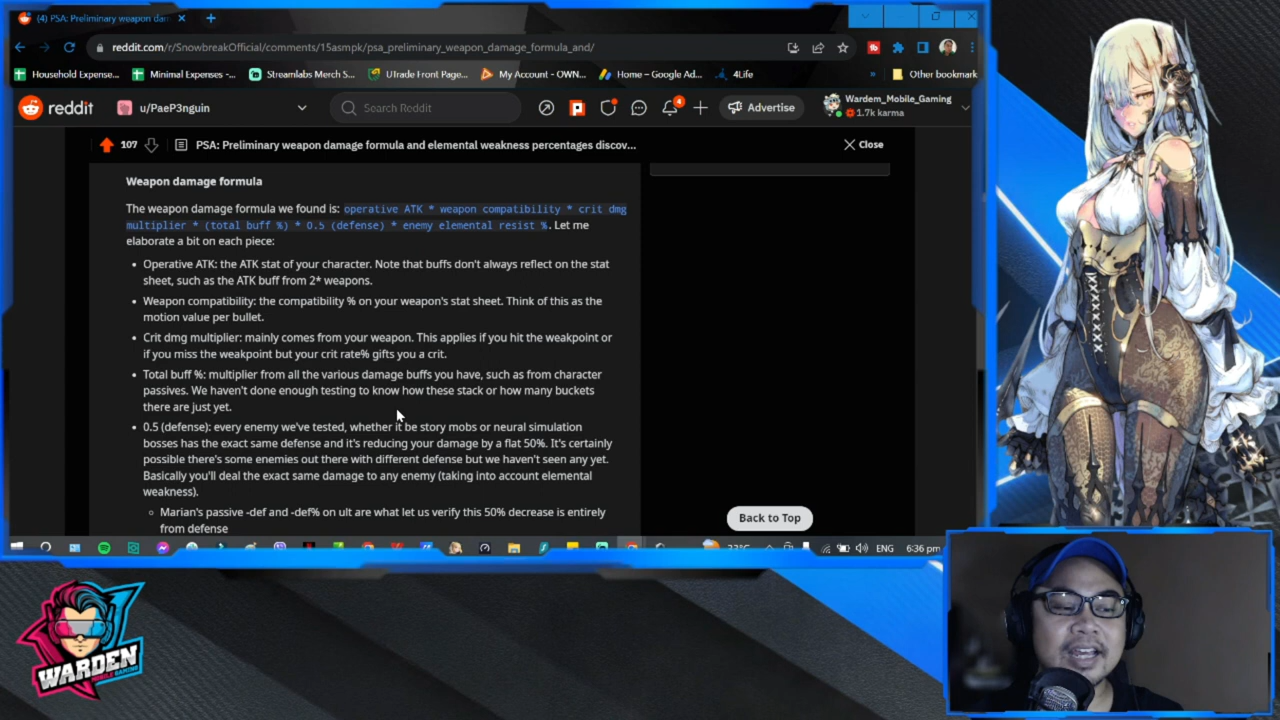 (4) PSA: Preliminary weapon dam
reddit.com/r/SnowbreakOfficial/comments/15asmpk/psa_preliminary_weapon_damage_formula_and/
Household Expense... Minimal Expenses -... Streamlabs Merch S... UTrade Front Page... My Account - OWN... Home – Google Ad... 4Life » Other bookmark
reddit u/PaeP3nguin Search Reddit 4 Advertise Wardem_Mobile_Gaming
1.7k karma
107 PSA: Preliminary weapon damage formula and elemental weakness percentages discov... Close
Weapon damage formula
The weapon damage formula we found is: operative ATK * weapon compatibility * crit dmg
multiplier * (total buff %) * 0.5 (defense) * enemy elemental resist %. Let me
elaborate a bit on each piece:
• Operative ATK: the ATK stat of your character. Note that buffs don't always reflect on the stat
sheet, such as the ATK buff from 2* weapons.
• Weapon compatibility: the compatibility % on your weapon's stat sheet. Think of this as the
motion value per bullet.
• Crit dmg multiplier: mainly comes from your weapon. This applies if you hit the weakpoint or
if you miss the weakpoint but your crit rate% gifts you a crit.
• Total buff %: multiplier from all the various damage buffs you have, such as from character
passives. We haven't done enough testing to know how these stack or how many buckets
there are just yet.
• 0.5 (defense): every enemy we've tested, whether it be story mobs or neural simulation
bosses has the exact same defense and it's reducing your damage by a flat 50%. It's certainly
possible there's some enemies out there with different defense but we haven't seen any yet.
Basically you'll deal the exact same damage to any enemy (taking into account elemental
weakness).
Marian's passive -def and -def% on ult are what let us verify this 50% decrease is entirely
from defense
Back to Top
ENG 6:36 pm
WARDEN
MOBILE GAMING